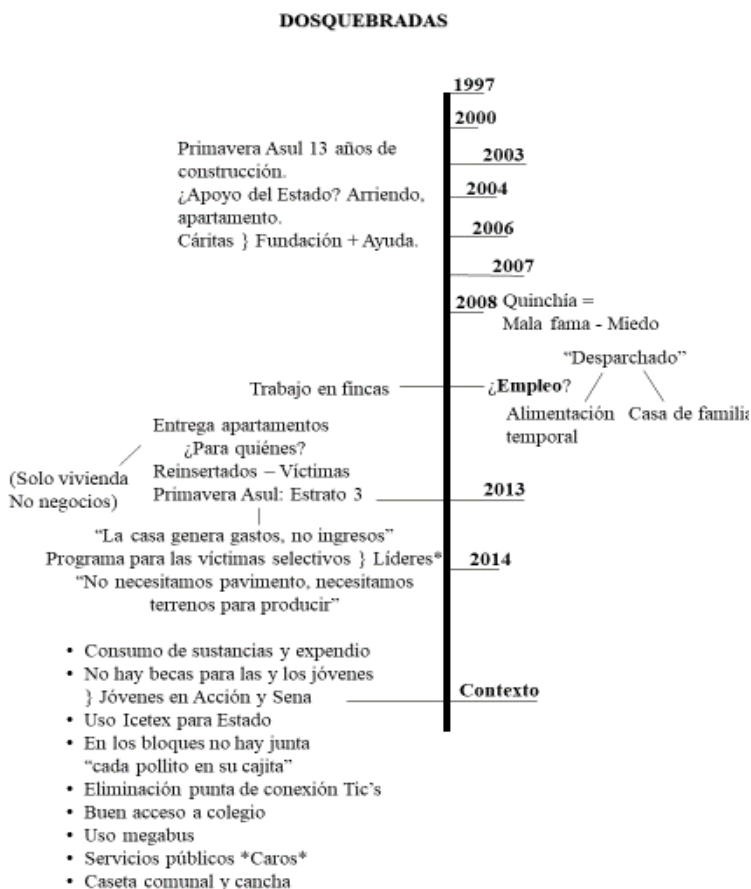 DOSQUEBRADAS
1997
2000
Primavera Asul 13 años de
construcción.
¿Apoyo del Estado? Arriendo,
apartamento.
Cáritas } Fundación + Ayuda.
2003
2004
2006
2007
2008
Quinchía =
Mala fama - Miedo
“Desparchado”
Trabajo en fincas
¿Empleo?
Alimentación
temporal
Casa de familia
Entrega apartamentos
¿Para quiénes?
Reinsertados – Víctimas
Primavera Asul: Estrato 3
(Solo vivienda
No negocios)
2013
“La casa genera gastos, no ingresos”
Programa para las víctimas selectivos } Líderes*
“No necesitamos pavimento, necesitamos
terrenos para producir”
2014
• Consumo de sustancias y expendio
• No hay becas para las y los jóvenes
} Jóvenes en Acción y Sena
• Uso Icetex para Estado
• En los bloques no hay junta
“cada pollito en su cajita”
• Eliminación punta de conexión Tic’s
• Buen acceso a colegio
• Uso megabus
• Servicios públicos *Caros*
• Caseta comunal y cancha
Contexto